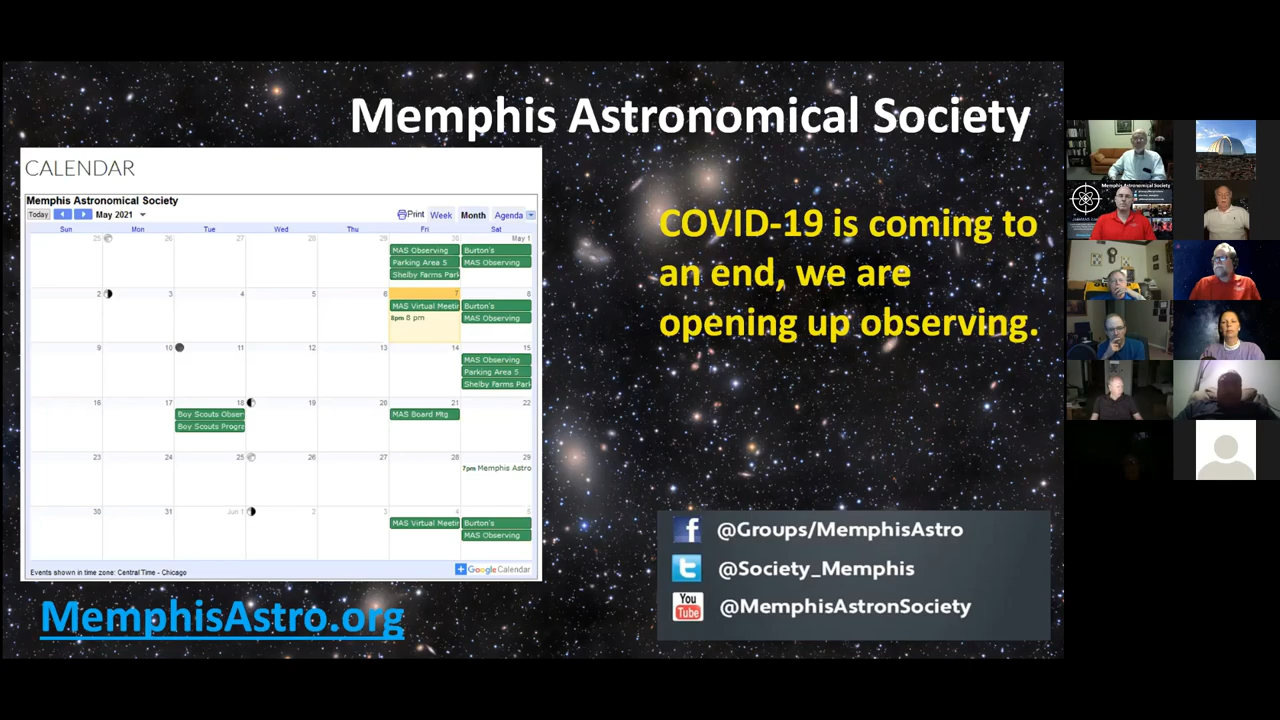 Memphis Astronomical Society
CALENDAR
Memphis Astronomical Society
Today May 2021 Print Week Month Agenda
Sun Mon Tue Wed Thu Fri Sat
25 26 27 28 29 30 May 1
MAS Observing Burton's
Parking Area 5 MAS Observing
Shelby Farms Park
2 3 4 5 6 7 8
MAS Virtual Meetin Burton's
8pm 8 pm MAS Observing
9 10 11 12 13 14 15
MAS Observing
Parking Area 5
Shelby Farms Park
16 17 18 19 20 21 22
Boy Scouts Obser MAS Board Mtg
Boy Scouts Progra
23 24 25 26 27 28 29
7pm Memphis Astro
30 31 Jun 1 2 3 4 5
MAS Virtual Meetin Burton's
MAS Observing
Events shown in time zone: Central Time - Chicago
Google Calendar
MemphisAstro.org
COVID-19 is coming to
an end, we are
opening up observing.
f @Groups/MemphisAstro
t @Society_Memphis
You Tube @MemphisAstronSociety
Memphis Astronomical Society